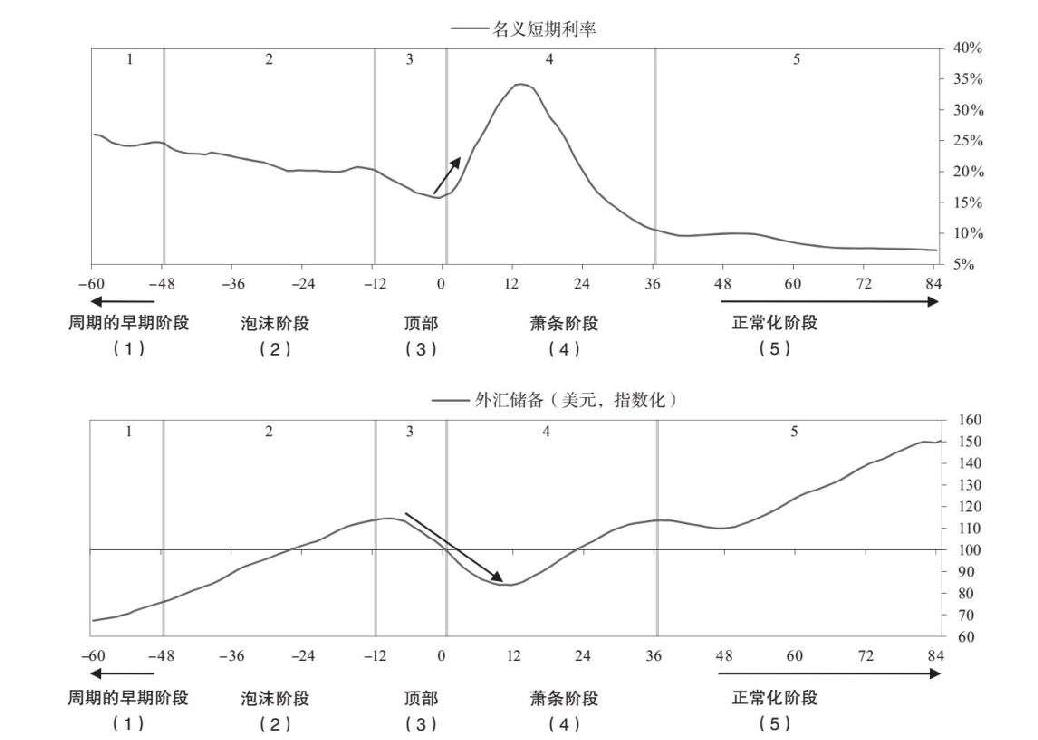 名义短期利率
1 2 3 4 5
40%
35%
30%
25%
20%
15%
10%
5%
-60 -48 -36 -24 -12 0 12 24 36 48 60 72 84
周期的早期阶段 泡沫阶段 顶部 萧条阶段 正常化阶段
(1) (2) (3) (4) (5)
外汇储备(美元,指数化)
1 2 3 4 5
160
150
140
130
120
110
100
90
80
70
60
-60 -48 -36 -24 -12 0 12 24 36 48 60 72 84
周期的早期阶段 泡沫阶段 顶部 萧条阶段 正常化阶段
(1) (2) (3) (4) (5)